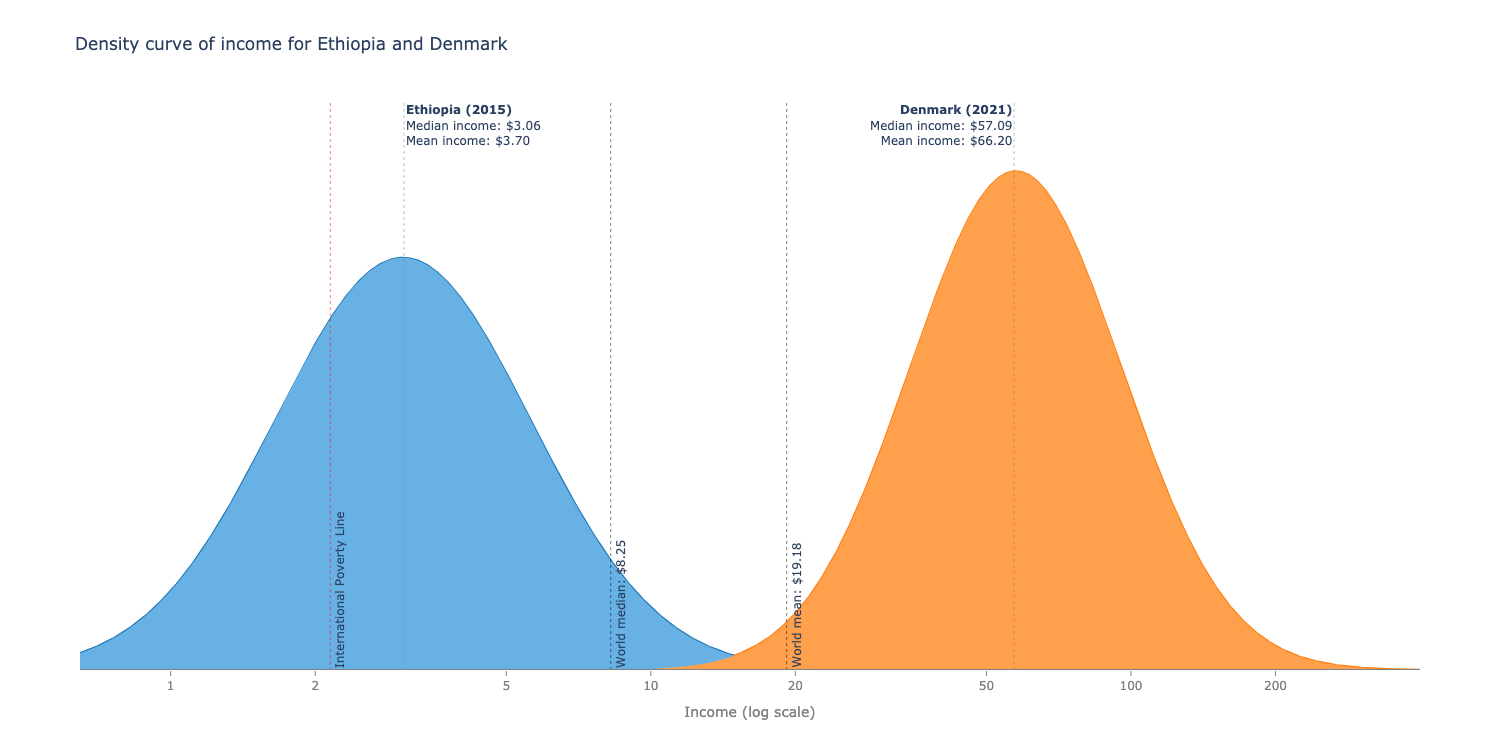 Density curve of income for Ethiopia and Denmark
Ethiopia (2015)
Median income: $3.06
Mean income: $3.70
Denmark (2021)
Median income: $57.09
Mean income: $66.20
International Poverty Line
World median: $8.25
World mean: $19.18
1
2
5
10
20
50
100
200
Income (log scale)